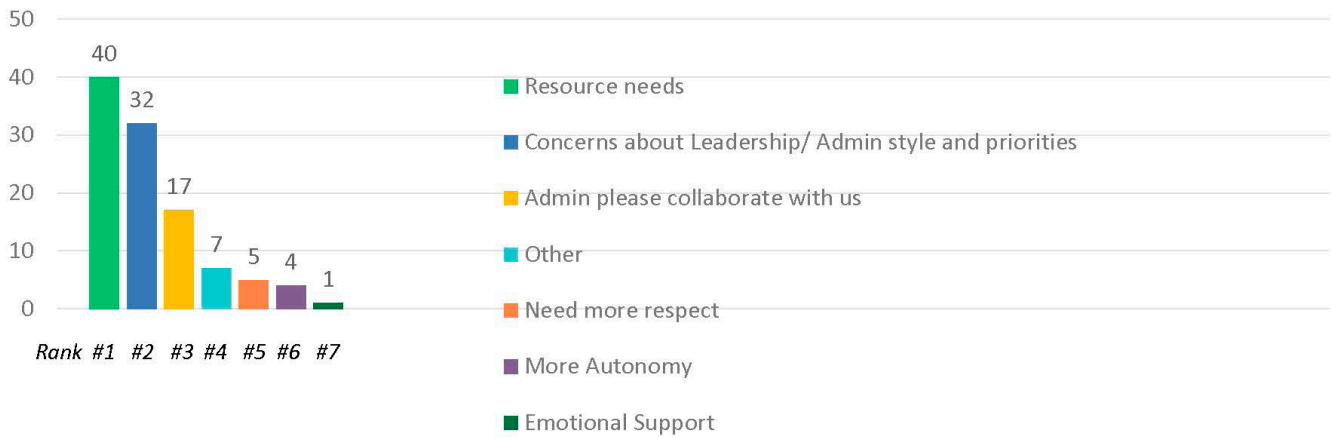 50
40
30
20
10
0
40
32
17
7
5
4
1
Rank #1 #2 #3 #4 #5 #6 #7
Resource needs
Concerns about Leadership/ Admin style and priorities
Admin please collaborate with us
Other
Need more respect
More Autonomy
Emotional Support